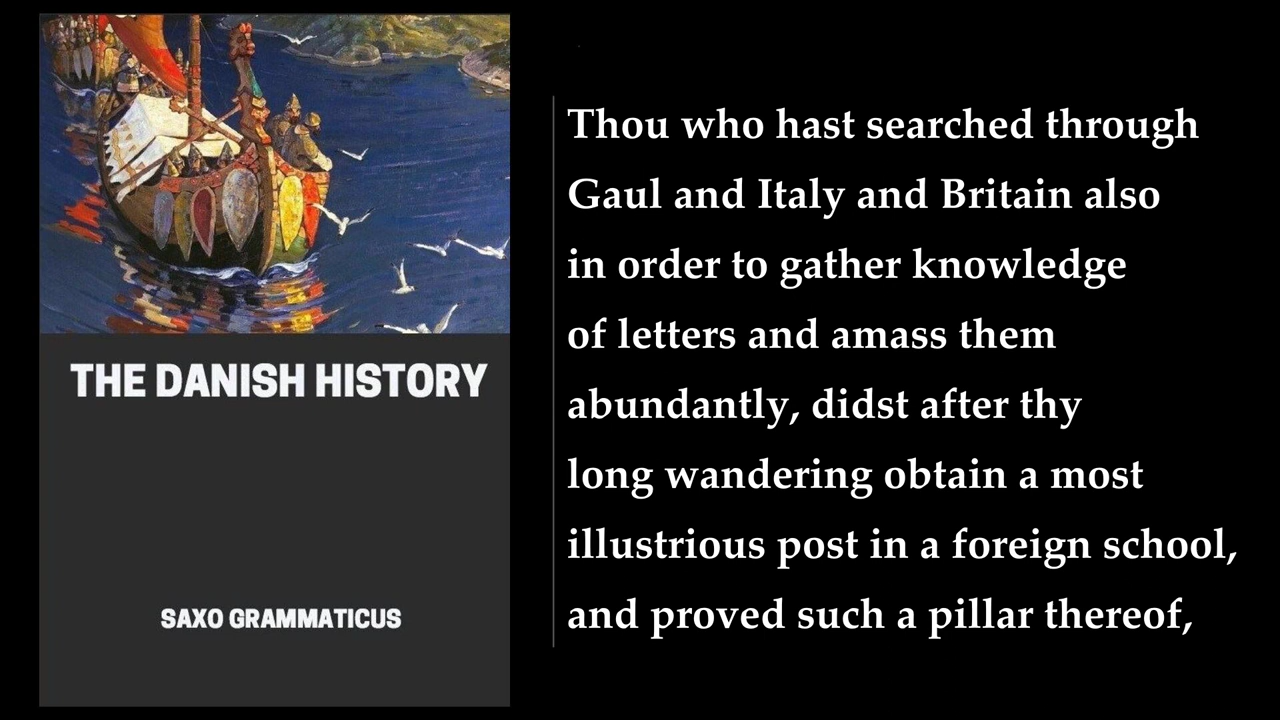 THE DANISH HISTORY
SAXO GRAMMATICUS
Thou who hast searched through
Gaul and Italy and Britain also
in order to gather knowledge
of letters and amass them
abundantly, didst after thy
long wandering obtain a most
illustrious post in a foreign school,
and proved such a pillar thereof,